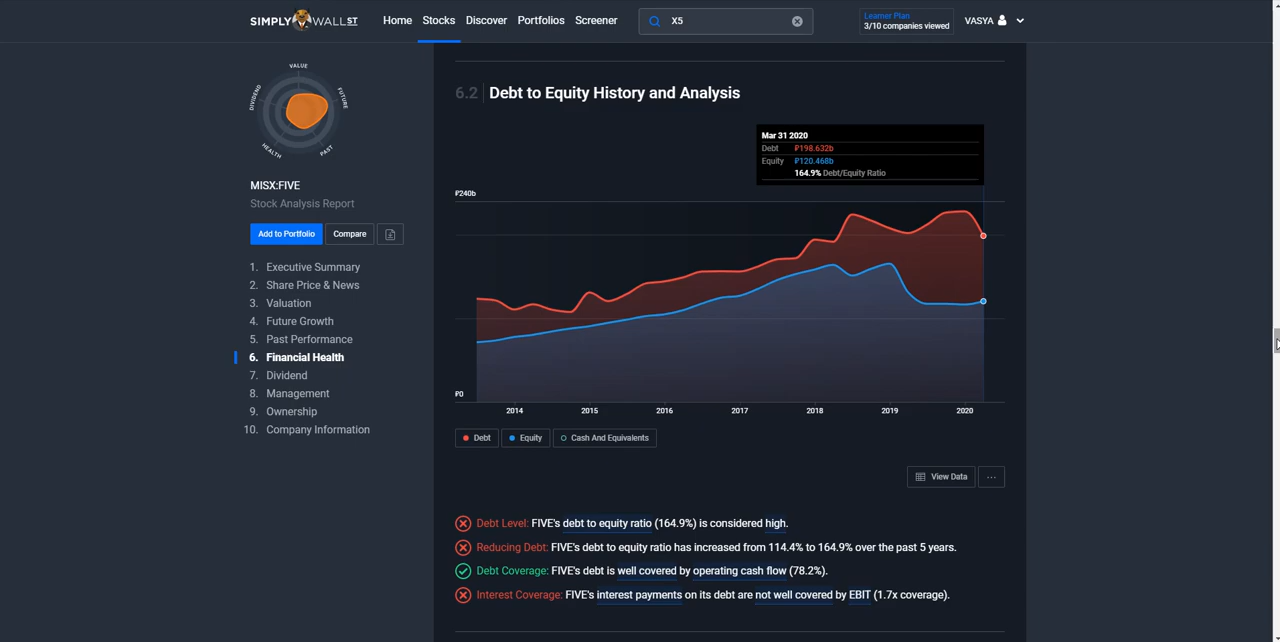 SIMPLY WALL ST
Home Stocks Discover Portfolios Screener
X5
Learner Plan
3/10 companies viewed
VASYA
VALUE
FUTURE
PAST
HEALTH
DIVIDEND
MISX:FIVE
Stock Analysis Report
Add to Portfolio Compare
1. Executive Summary
2. Share Price & News
3. Valuation
4. Future Growth
5. Past Performance
6. Financial Health
7. Dividend
8. Management
9. Ownership
10. Company Information
6.2 Debt to Equity History and Analysis
Mar 31 2020
Debt ₽198.632b
Equity ₽120.468b
164.9% Debt/Equity Ratio
₽240b
₽0
2014 2015 2016 2017 2018 2019 2020
Debt Equity Cash And Equivalents
View Data ...
Debt Level: FIVE's debt to equity ratio (164.9%) is considered high.
Reducing Debt: FIVE's debt to equity ratio has increased from 114.4% to 164.9% over the past 5 years.
Debt Coverage: FIVE's debt is well covered by operating cash flow (78.2%).
Interest Coverage: FIVE's interest payments on its debt are not well covered by EBIT (1.7x coverage).